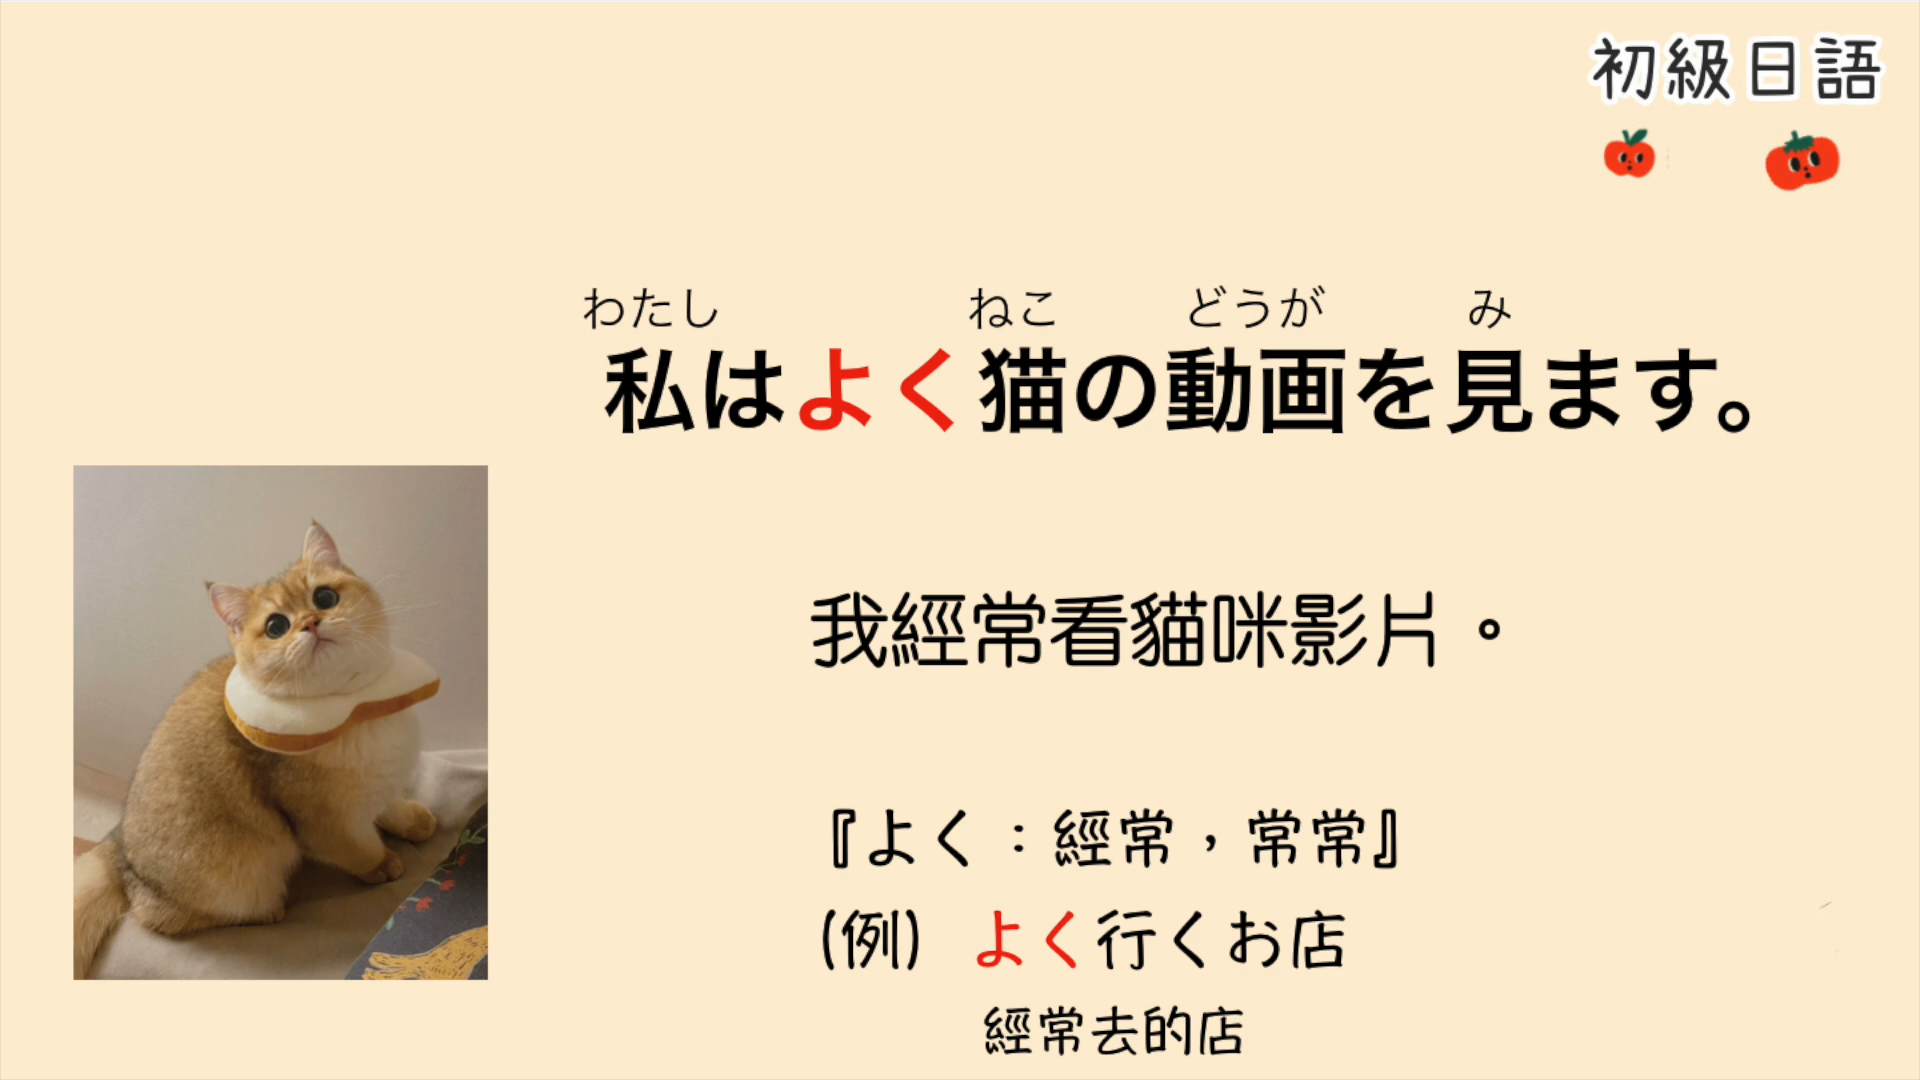 初級日語
わたし ねこ どうが み
私はよく猫の動画を見ます。
我經常看貓咪影片。
『よく：經常，常常』
(例) よく行くお店
經常去的店